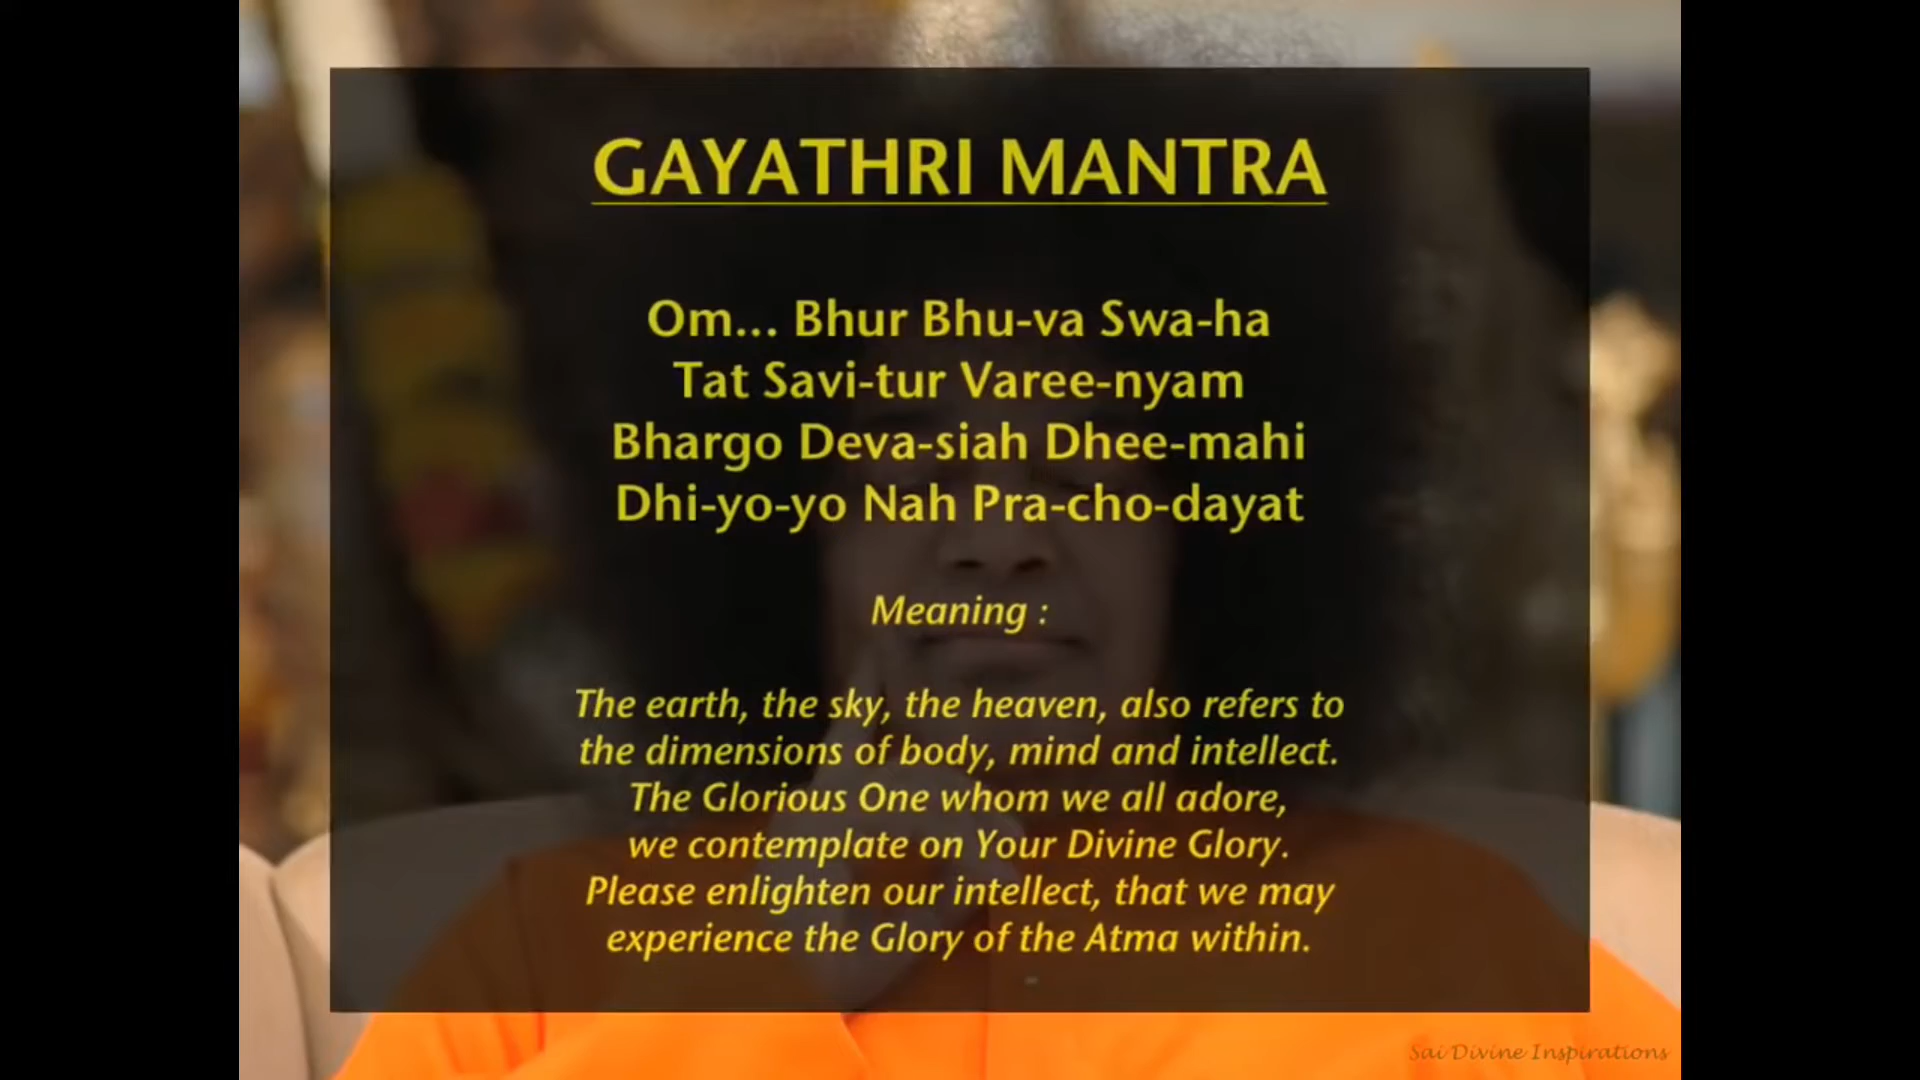 GAYATHRI MANTRA
Om... Bhur Bhu-va Swa-ha
Tat Savi-tur Varee-nyam
Bhargo Deva-siah Dhee-mahi
Dhi-yo-yo Nah Pra-cho-dayat
Meaning :
The earth, the sky, the heaven, also refers to
the dimensions of body, mind and intellect.
The Glorious One whom we all adore,
we contemplate on Your Divine Glory.
Please enlighten our intellect, that we may
experience the Glory of the Atma within.
Sai Divine Inspirations